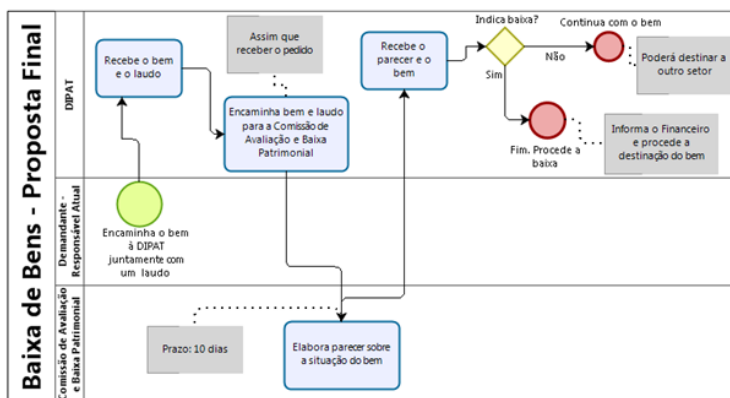 Baixa de Bens - Proposta Final
DIPAT
Recebe o bem
e o laudo
Assim que
receber o pedido
Encaminha bem e laudo
para a Comissão de
Avaliação e Baixa
Patrimonial
Recebe o
parecer e o
bem
Indica baixa?
Não
Sim
Continua com o bem
Poderá destinar a
outro setor
Fim. Procede a
baixa
Informa o Financeiro
e procede a
destinação do bem
Demandante -
Responsável Atual
Encaminha o bem
à DIPAT
juntamente com
um laudo
Comissão de Avaliação
e Baixa Patrimonial
Prazo: 10 dias
Elabora parecer sobre
a situação do bem